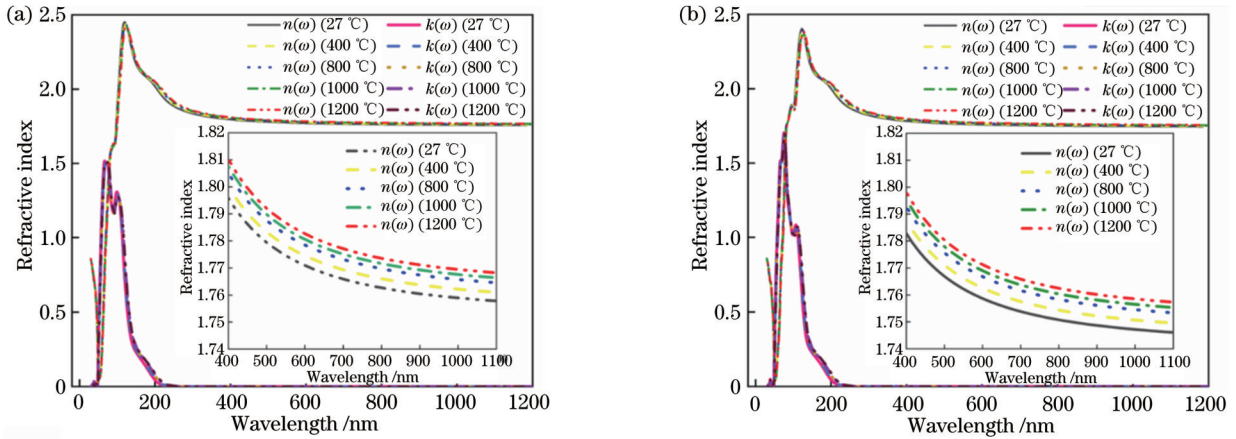 (a)
Refractive index
2.5
2.0
1.5
1.0
0.5
0
n(ω) (27 ℃)
n(ω) (400 ℃)
n(ω) (800 ℃)
n(ω) (1000 ℃)
n(ω) (1200 ℃)
k(ω) (27 ℃)
k(ω) (400 ℃)
k(ω) (800 ℃)
k(ω) (1000 ℃)
k(ω) (1200 ℃)
Refractive index
1.82
1.81
1.80
1.79
1.78
1.77
1.76
1.75
1.74
n(ω) (27 ℃)
n(ω) (400 ℃)
n(ω) (800 ℃)
n(ω) (1000 ℃)
n(ω) (1200 ℃)
400 500 600 700 800 900 1000 1100
Wavelength /nm
0 200 400 600 800 1000 1200
Wavelength /nm
(b)
Refractive index
2.5
2.0
1.5
1.0
0.5
0
n(ω) (27 ℃)
n(ω) (400 ℃)
n(ω) (800 ℃)
n(ω) (1000 ℃)
n(ω) (1200 ℃)
k(ω) (27 ℃)
k(ω) (400 ℃)
k(ω) (800 ℃)
k(ω) (1000 ℃)
k(ω) (1200 ℃)
Refractive index
1.82
1.81
1.80
1.79
1.78
1.77
1.76
1.75
1.74
n(ω) (27 ℃)
n(ω) (400 ℃)
n(ω) (800 ℃)
n(ω) (1000 ℃)
n(ω) (1200 ℃)
400 500 600 700 800 900 1000 1100
Wavelength /nm
0 200 400 600 800 1000 1200
Wavelength /nm